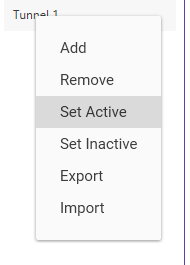 Tunnel 1
Add
Remove
Set Active
Set Inactive
Export
Import